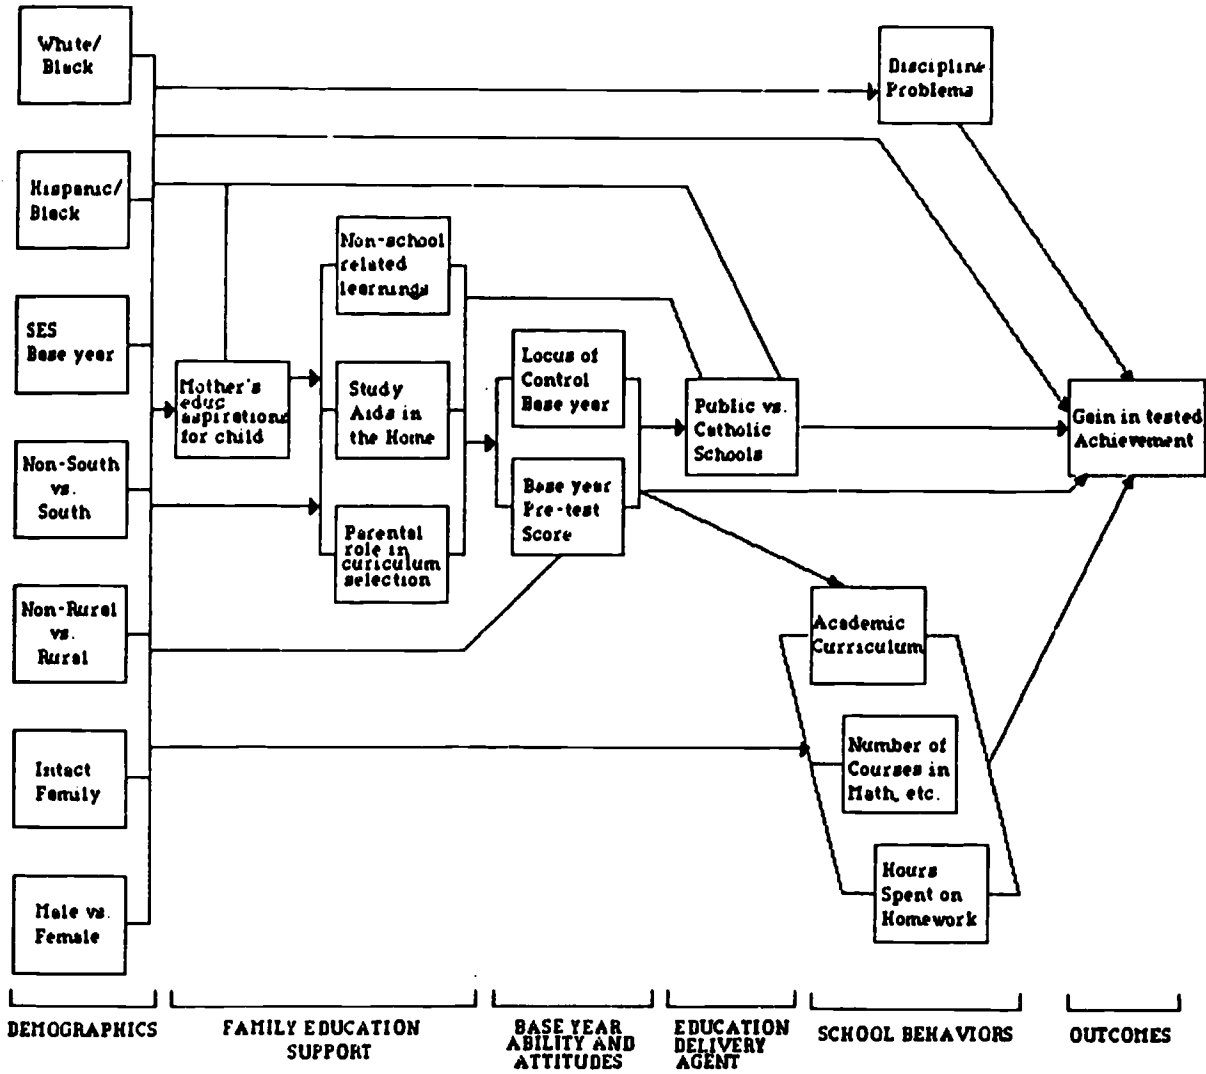 White/
Black
Hispanic/
Black
SES
Base year
Non-South
vs.
South
Non-Rural
vs.
Rural
Intact
Family
Male vs.
Female
Mother's
educ
aspirations
for child
Non-school
related
learnings
Study
Aids in
the Home
Parental
role in
curiculum
selection
Locus of
Control
Base year
Base year
Pre-test
Score
Public vs.
Catholic
Schools
Discipline
Problems
Academic
Curriculum
Number of
Courses in
Math, etc.
Hours
Spent on
Homework
Gain in tested
Achievement
DEMOGRAPHICS
FAMILY EDUCATION
SUPPORT
BASE YEAR
ABILITY AND
ATTITUDES
EDUCATION
DELIVERY
AGENT
SCHOOL BEHAVIORS
OUTCOMES